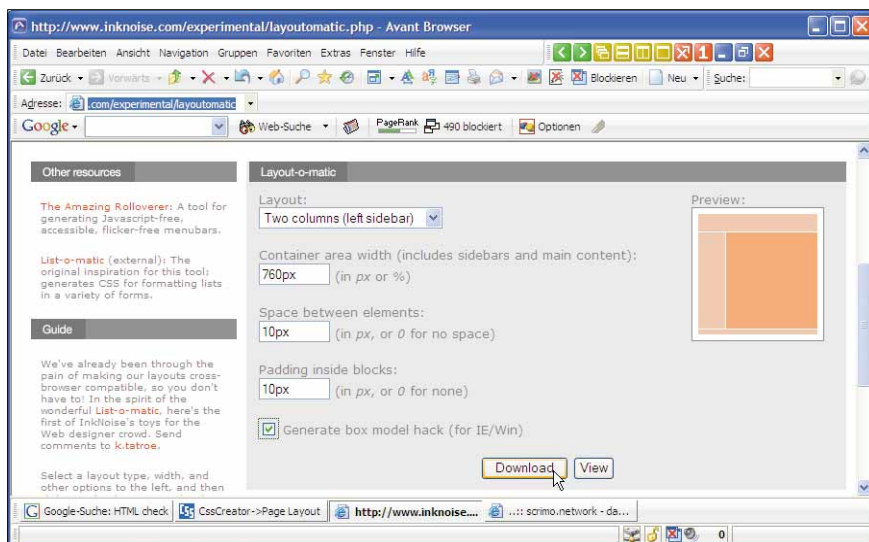 http://www.inknoise.com/experimental/layoutomatic.php - Avant Browser
Datei Bearbeiten Ansicht Navigation Gruppen Favoriten Extras Fenster Hilfe
Zurück Vorwärts Blockieren Neu Suche:
Adresse: .com/experimental/layoutomatic
Google Web-Suche PageRank 490 blockiert Optionen
Other resources
The Amazing Rolloverer: A tool for
generating Javascript-free,
accessible, flicker-free menubars.
List-o-matic (external): The
original inspiration for this tool;
generates CSS for formatting lists
in a variety of forms.
Guide
We've already been through the
pain of making our layouts cross-
browser compatible, so you don't
have to! In the spirit of the
wonderful List-o-matic, here's the
first of InkNoise's toys for the
Web designer crowd. Send
comments to k.tatroe.
Select a layout type, width, and
other options to the left, and then
Layout-o-matic
Layout:
Two columns (left sidebar)
Container area width (includes sidebars and main content):
760px (in px or %)
Space between elements:
10px (in px, or 0 for no space)
Padding inside blocks:
10px (in px, or 0 for none)
Generate box model hack (for IE/Win)
Download View
Preview:
Google-Suche: HTML check CssCreator->Page Layout http://www.inknoise.... ..:: scrimo.network - da...
0